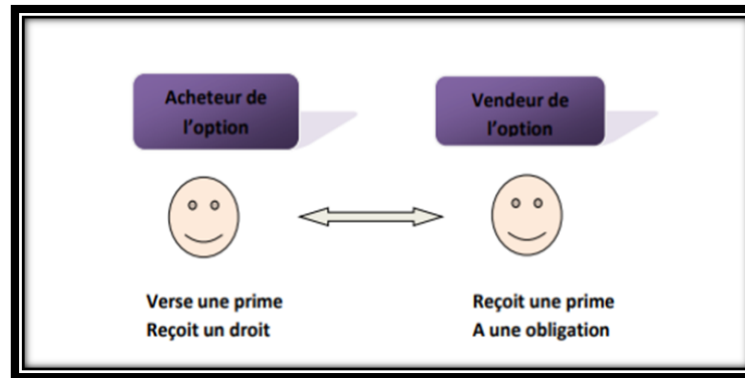 Acheteur de
l'option
Vendeur de
l'option
Verse une prime
Reçoit un droit
Reçoit une prime
A une obligation